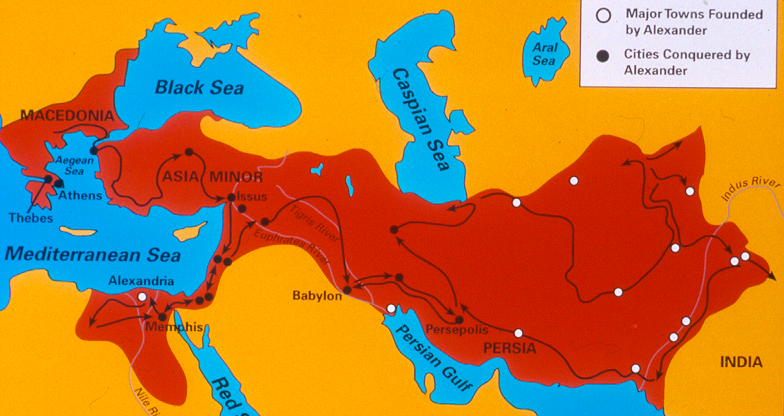 Major Towns Founded
by Alexander
Cities Conquered by
Alexander
Aral
Sea
Black Sea
Caspian Sea
MACEDONIA
Aegean
Sea
ASIA MINOR
Athens
Thebes
Issus
Tigris River
Euphrates River
Indus River
Mediterranean Sea
Alexandria
Memphis
Babylon
Persepolis
PERSIA
Persian Gulf
INDIA
Nile
Red